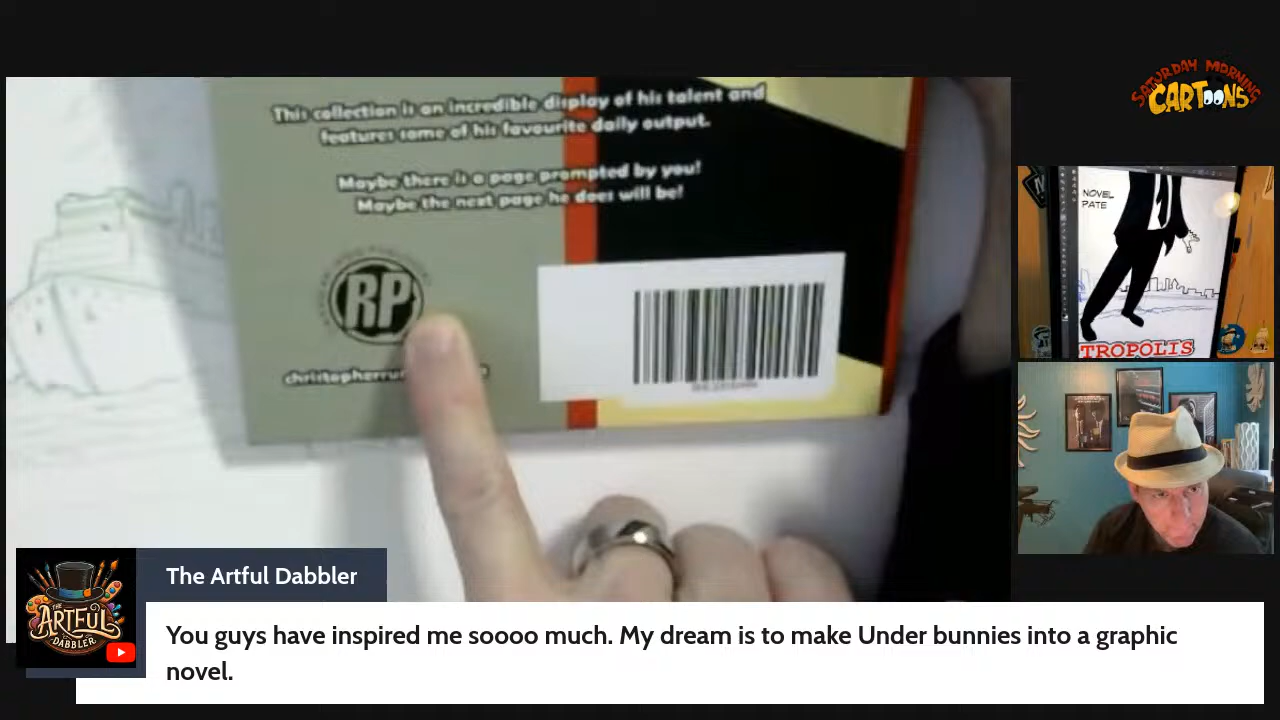 SATURDAY MORNING
CARTOONS
This collection is an incredible display of his talent and
features some of his favourite daily output.
Maybe there is a page prompted by you!
Maybe the next page he does will be!
RP
NOVEL
PATE
TROPOLIS
THE
ARTFUL
DABBLER
The Artful Dabbler
You guys have inspired me soooo much. My dream is to make Under bunnies into a graphic
novel.